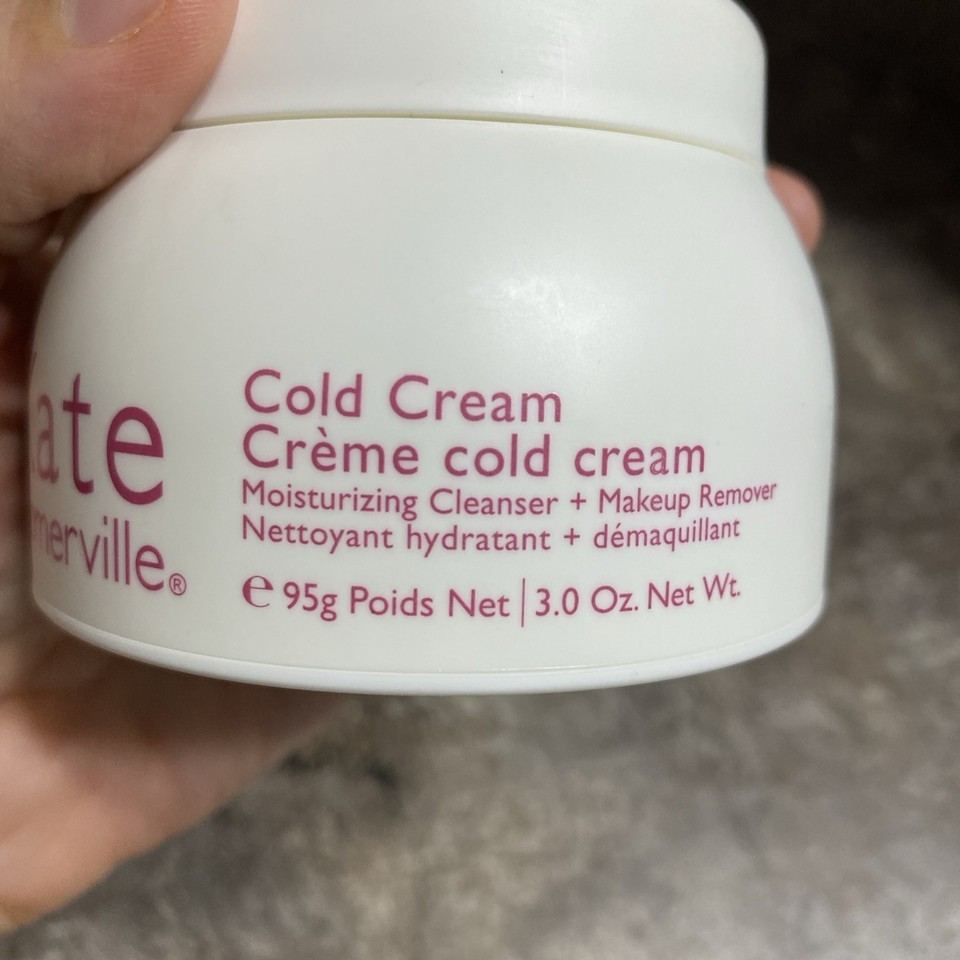 Kate
merville®
Cold Cream
Crème cold cream
Moisturizing Cleanser + Makeup Remover
Nettoyant hydratant + démaquillant
℮ 95g Poids Net | 3.0 Oz. Net Wt.